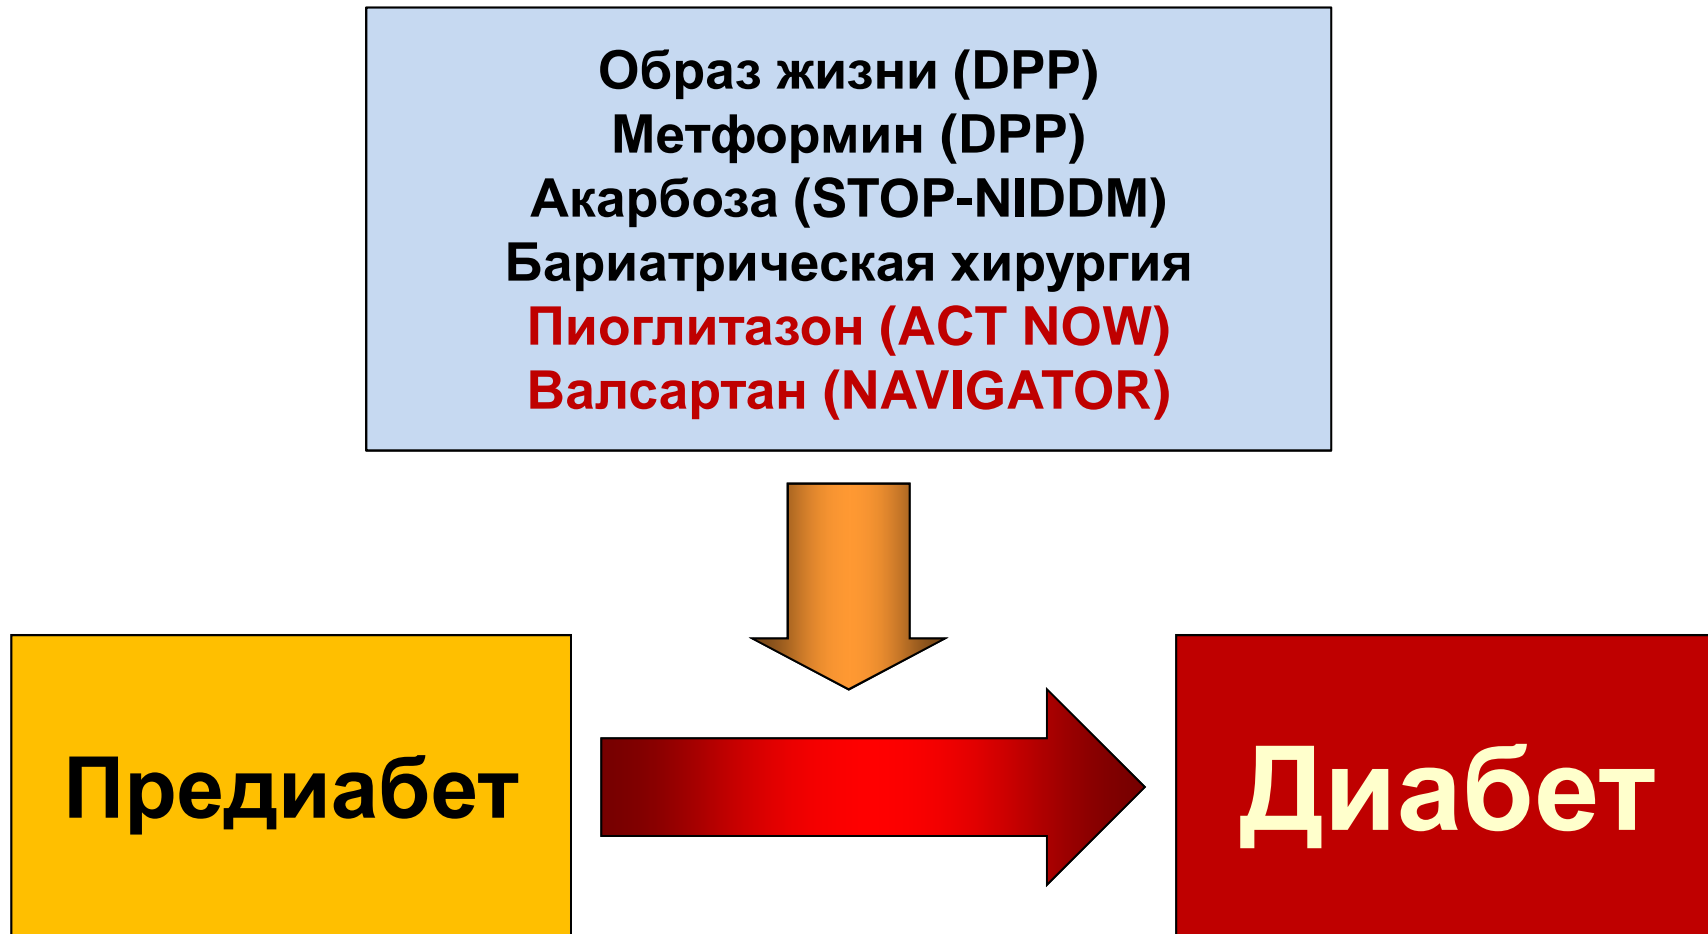 Образ жизни (DPP)
Метформин (DPP)
Акарбоза (STOP-NIDDM)
Бариатрическая хирургия
Пиоглитазон (ACT NOW)
Валсартан (NAVIGATOR)
Предиабет
Диабет